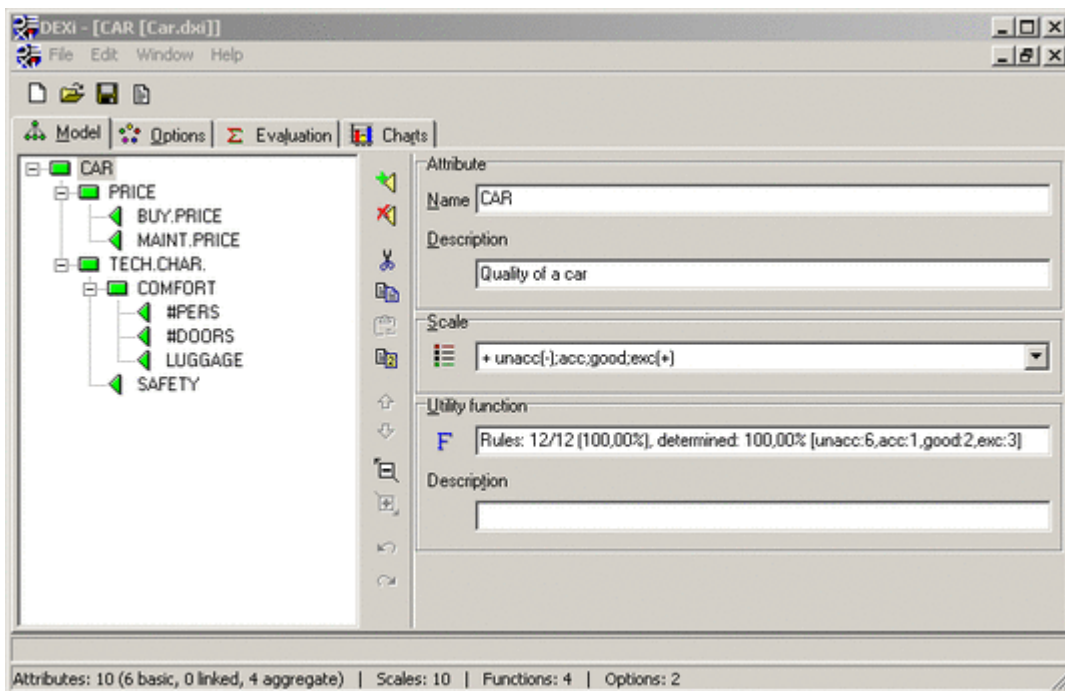 DEXi - [CAR [Car.dxi]]
File Edit Window Help
Model Options Evaluation Charts
CAR
PRICE
BUY.PRICE
MAINT.PRICE
TECH.CHAR.
COMFORT
#PERS
#DOORS
LUGGAGE
SAFETY
Attribute
Name CAR
Description
Quality of a car
Scale
+ unacc(-);acc;good;exc(+)
Utility function
F Rules: 12/12 (100,00%), determined: 100,00% [unacc:6,acc:1,good:2,exc:3]
Description
Attributes: 10 (6 basic, 0 linked, 4 aggregate) | Scales: 10 | Functions: 4 | Options: 2